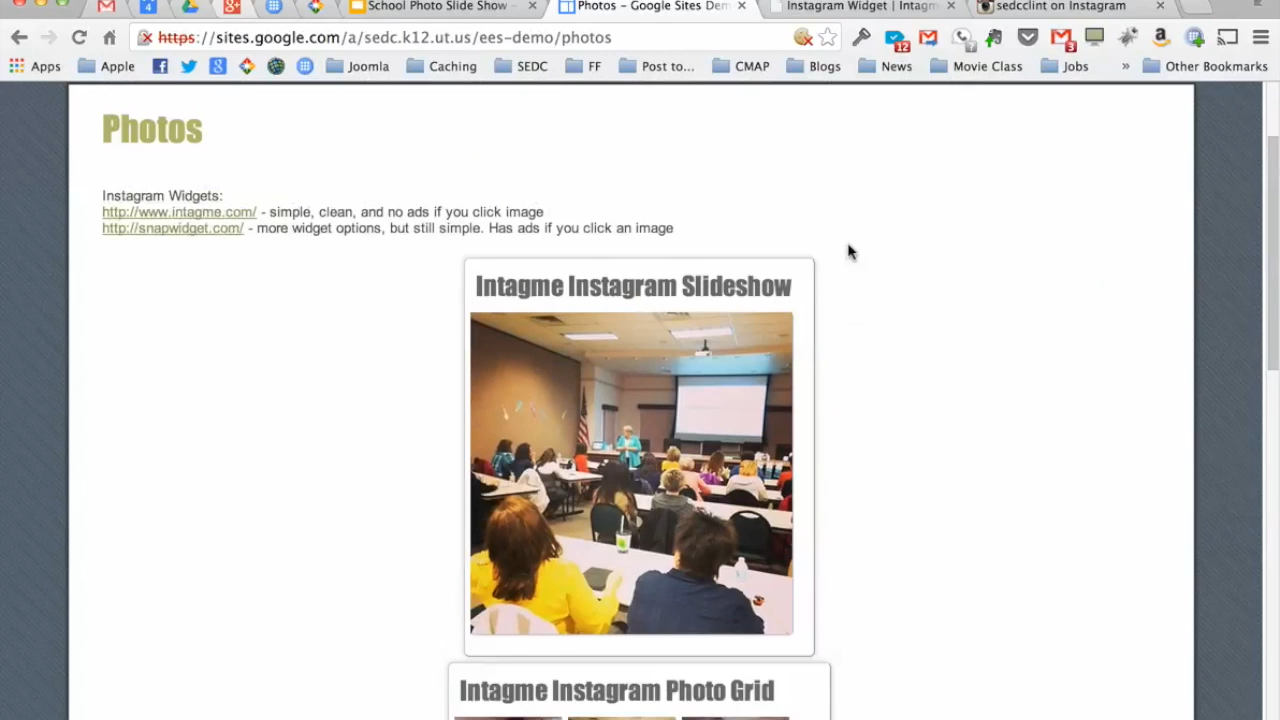 School Photo Slide Show –
Photos – Google Sites Dem
Instagram Widget | Intagm
sedcclint on Instagram
https://sites.google.com/a/sedc.k12.ut.us/ees-demo/photos
Apps Apple Joomla Caching SEDC FF Post to... CMAP Blogs News Movie Class Jobs » Other Bookmarks
Photos
Instagram Widgets:
http://www.intagme.com/ - simple, clean, and no ads if you click image
http://snapwidget.com/ - more widget options, but still simple. Has ads if you click an image
Intagme Instagram Slideshow
Intagme Instagram Photo Grid